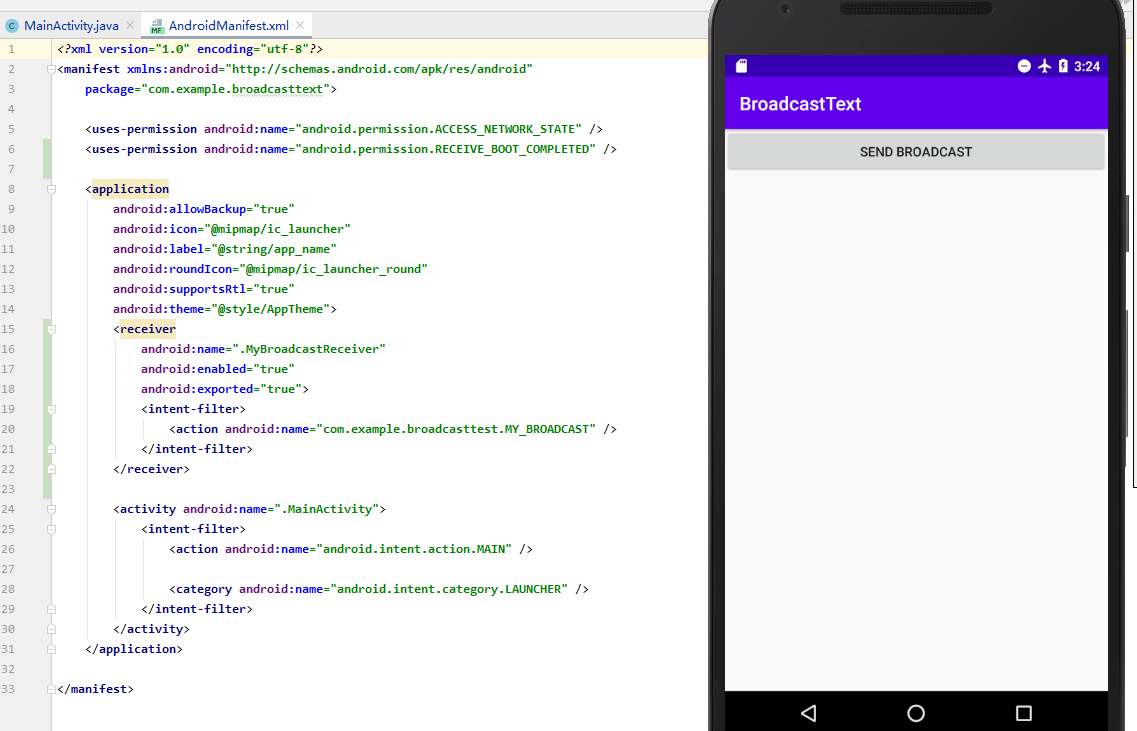 MainActivity.java
AndroidManifest.xml
1 <?xml version="1.0" encoding="utf-8"?>
2 <manifest xmlns:android="http://schemas.android.com/apk/res/android"
3 package="com.example.broadcasttext">
4
5 <uses-permission android:name="android.permission.ACCESS_NETWORK_STATE" />
6 <uses-permission android:name="android.permission.RECEIVE_BOOT_COMPLETED" />
7
8 <application
9 android:allowBackup="true"
10 android:icon="@mipmap/ic_launcher"
11 android:label="@string/app_name"
12 android:roundIcon="@mipmap/ic_launcher_round"
13 android:supportsRtl="true"
14 android:theme="@style/AppTheme">
15 <receiver
16 android:name=".MyBroadcastReceiver"
17 android:enabled="true"
18 android:exported="true">
19 <intent-filter>
20 <action android:name="com.example.broadcasttest.MY_BROADCAST" />
21 </intent-filter>
22 </receiver>
23
24 <activity android:name=".MainActivity">
25 <intent-filter>
26 <action android:name="android.intent.action.MAIN" />
27
28 <category android:name="android.intent.category.LAUNCHER" />
29 </intent-filter>
30 </activity>
31 </application>
32
33 </manifest>
3:24
BroadcastText
SEND BROADCAST